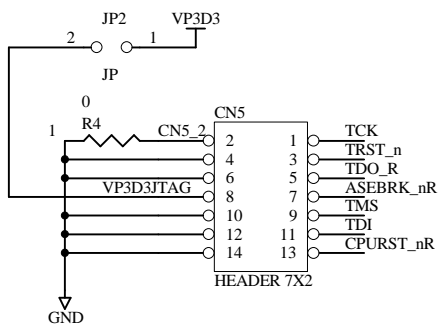 JP2
VP3D3
2
1
JP
0
R4
1
CN5
CN5_2
2
1
TCK
4
3
TRST_n
6
5
TDO_R
VP3D3JTAG
8
7
ASEBRK_nR
10
9
TMS
12
11
TDI
14
13
CPURST_nR
HEADER 7X2
GND